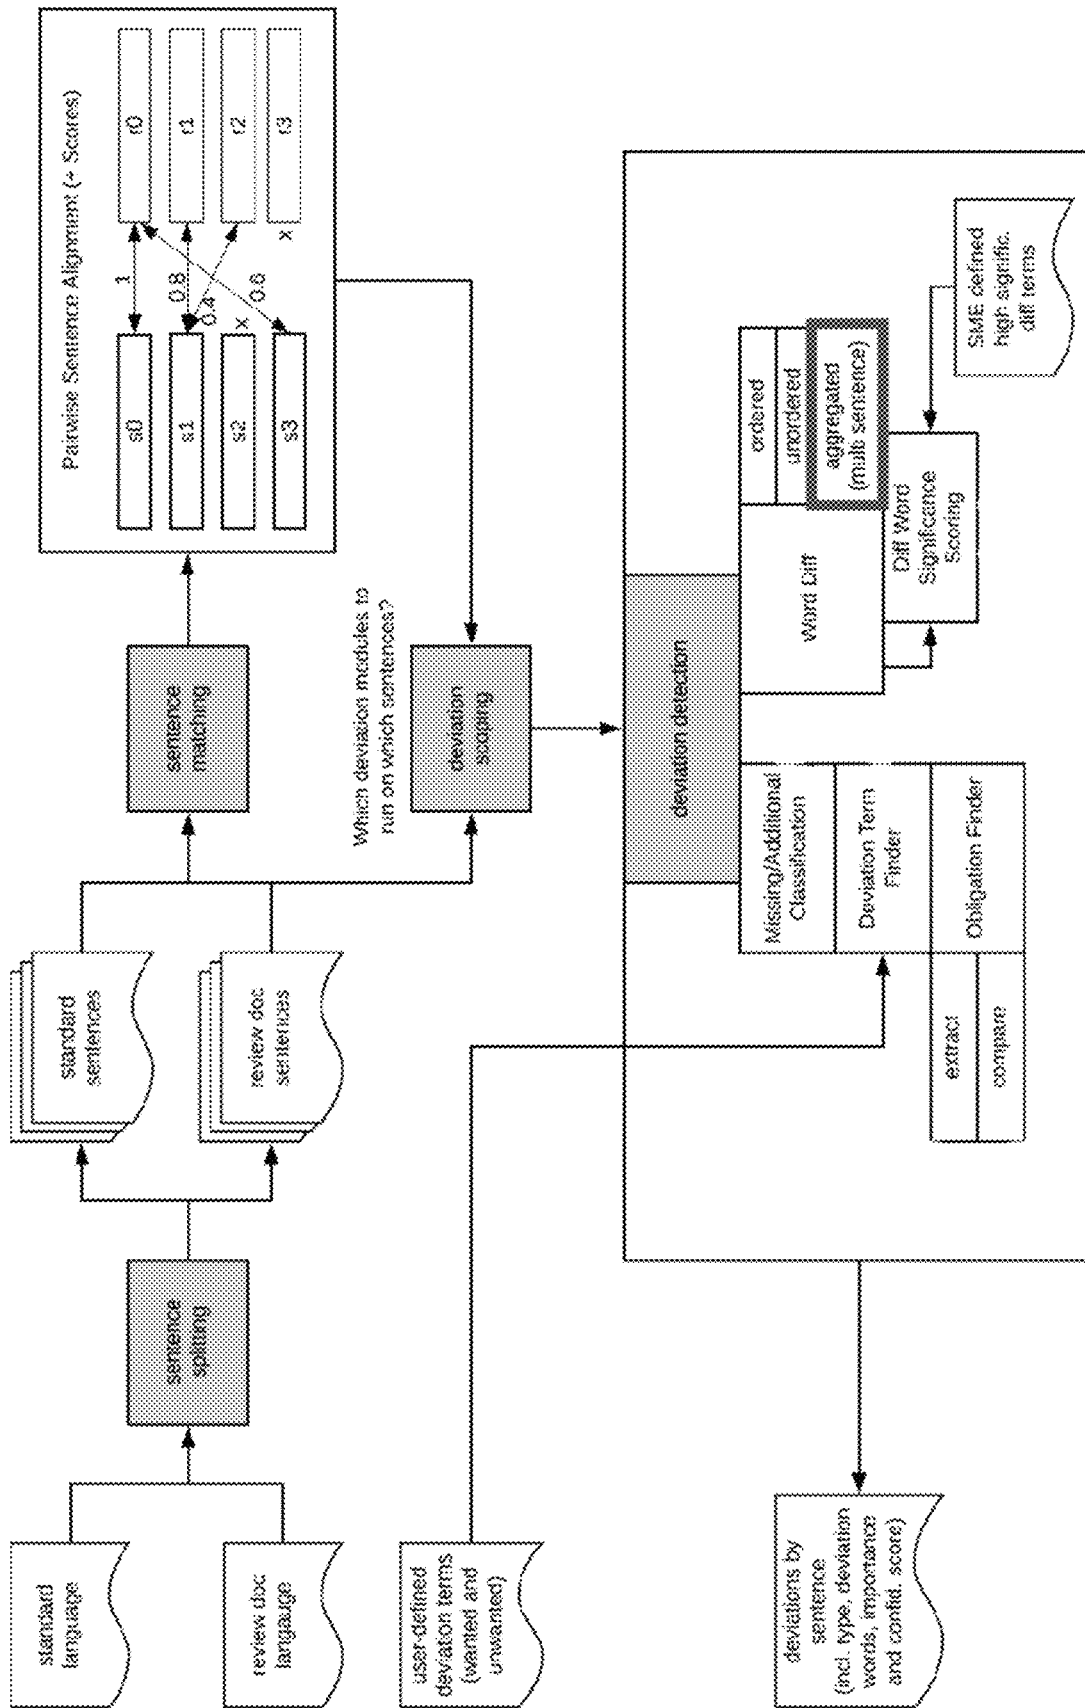 standard
language
review doc
langauge
sentence
splitting
standard
sentences
review doc
sentences
sentence
matching
Pairwise Sentence Alignment (+ Scores)
s0
s1
s2
s3
1
0.8
0.4
x
0.6
x
r0
r1
r2
r3
user-defined
deviation terms
(wanted and
unwanted)
Which deviation modules to
run on which sentences?
deviation
scoping
deviation detection
Missing/Additional
Classification
Deviation Term
Finder
Obligation Finder
extract
compare
Word Diff
ordered
unordered
aggregated
(multi sentence)
Diff Word
Significance
Scoring
SME defined
high signific.
diff terms
deviations by
sentence
(incl. type, deviation
words, importance
and confid. score)